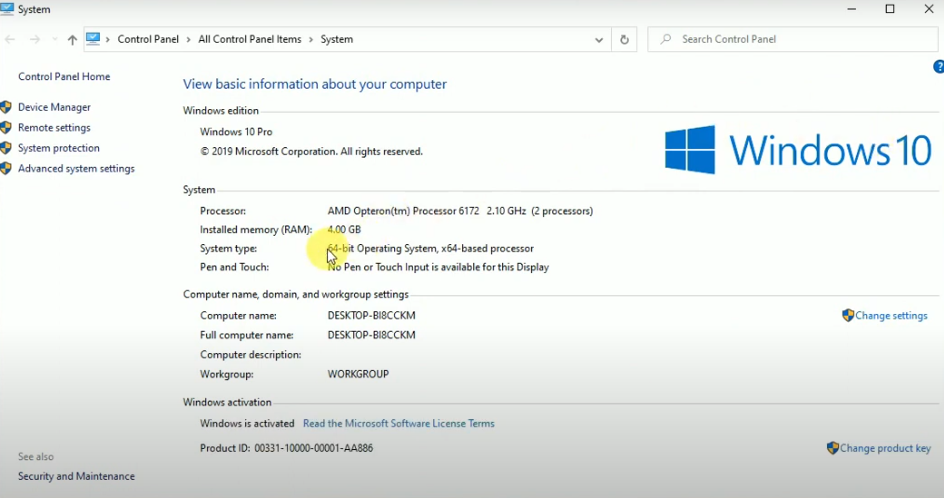 System
Control Panel > All Control Panel Items > System
Search Control Panel
?
Control Panel Home
Device Manager
Remote settings
System protection
Advanced system settings
View basic information about your computer
Windows edition
Windows 10 Pro
© 2019 Microsoft Corporation. All rights reserved.
Windows 10
System
Processor: AMD Opteron(tm) Processor 6172 2.10 GHz (2 processors)
Installed memory (RAM): 4.00 GB
System type: 64-bit Operating System, x64-based processor
Pen and Touch: No Pen or Touch Input is available for this Display
Computer name, domain, and workgroup settings
Computer name: DESKTOP-BI8CCKM
Change settings
Full computer name: DESKTOP-BI8CCKM
Computer description:
Workgroup: WORKGROUP
Windows activation
Windows is activated Read the Microsoft Software License Terms
Product ID: 00331-10000-00001-AA886
Change product key
See also
Security and Maintenance